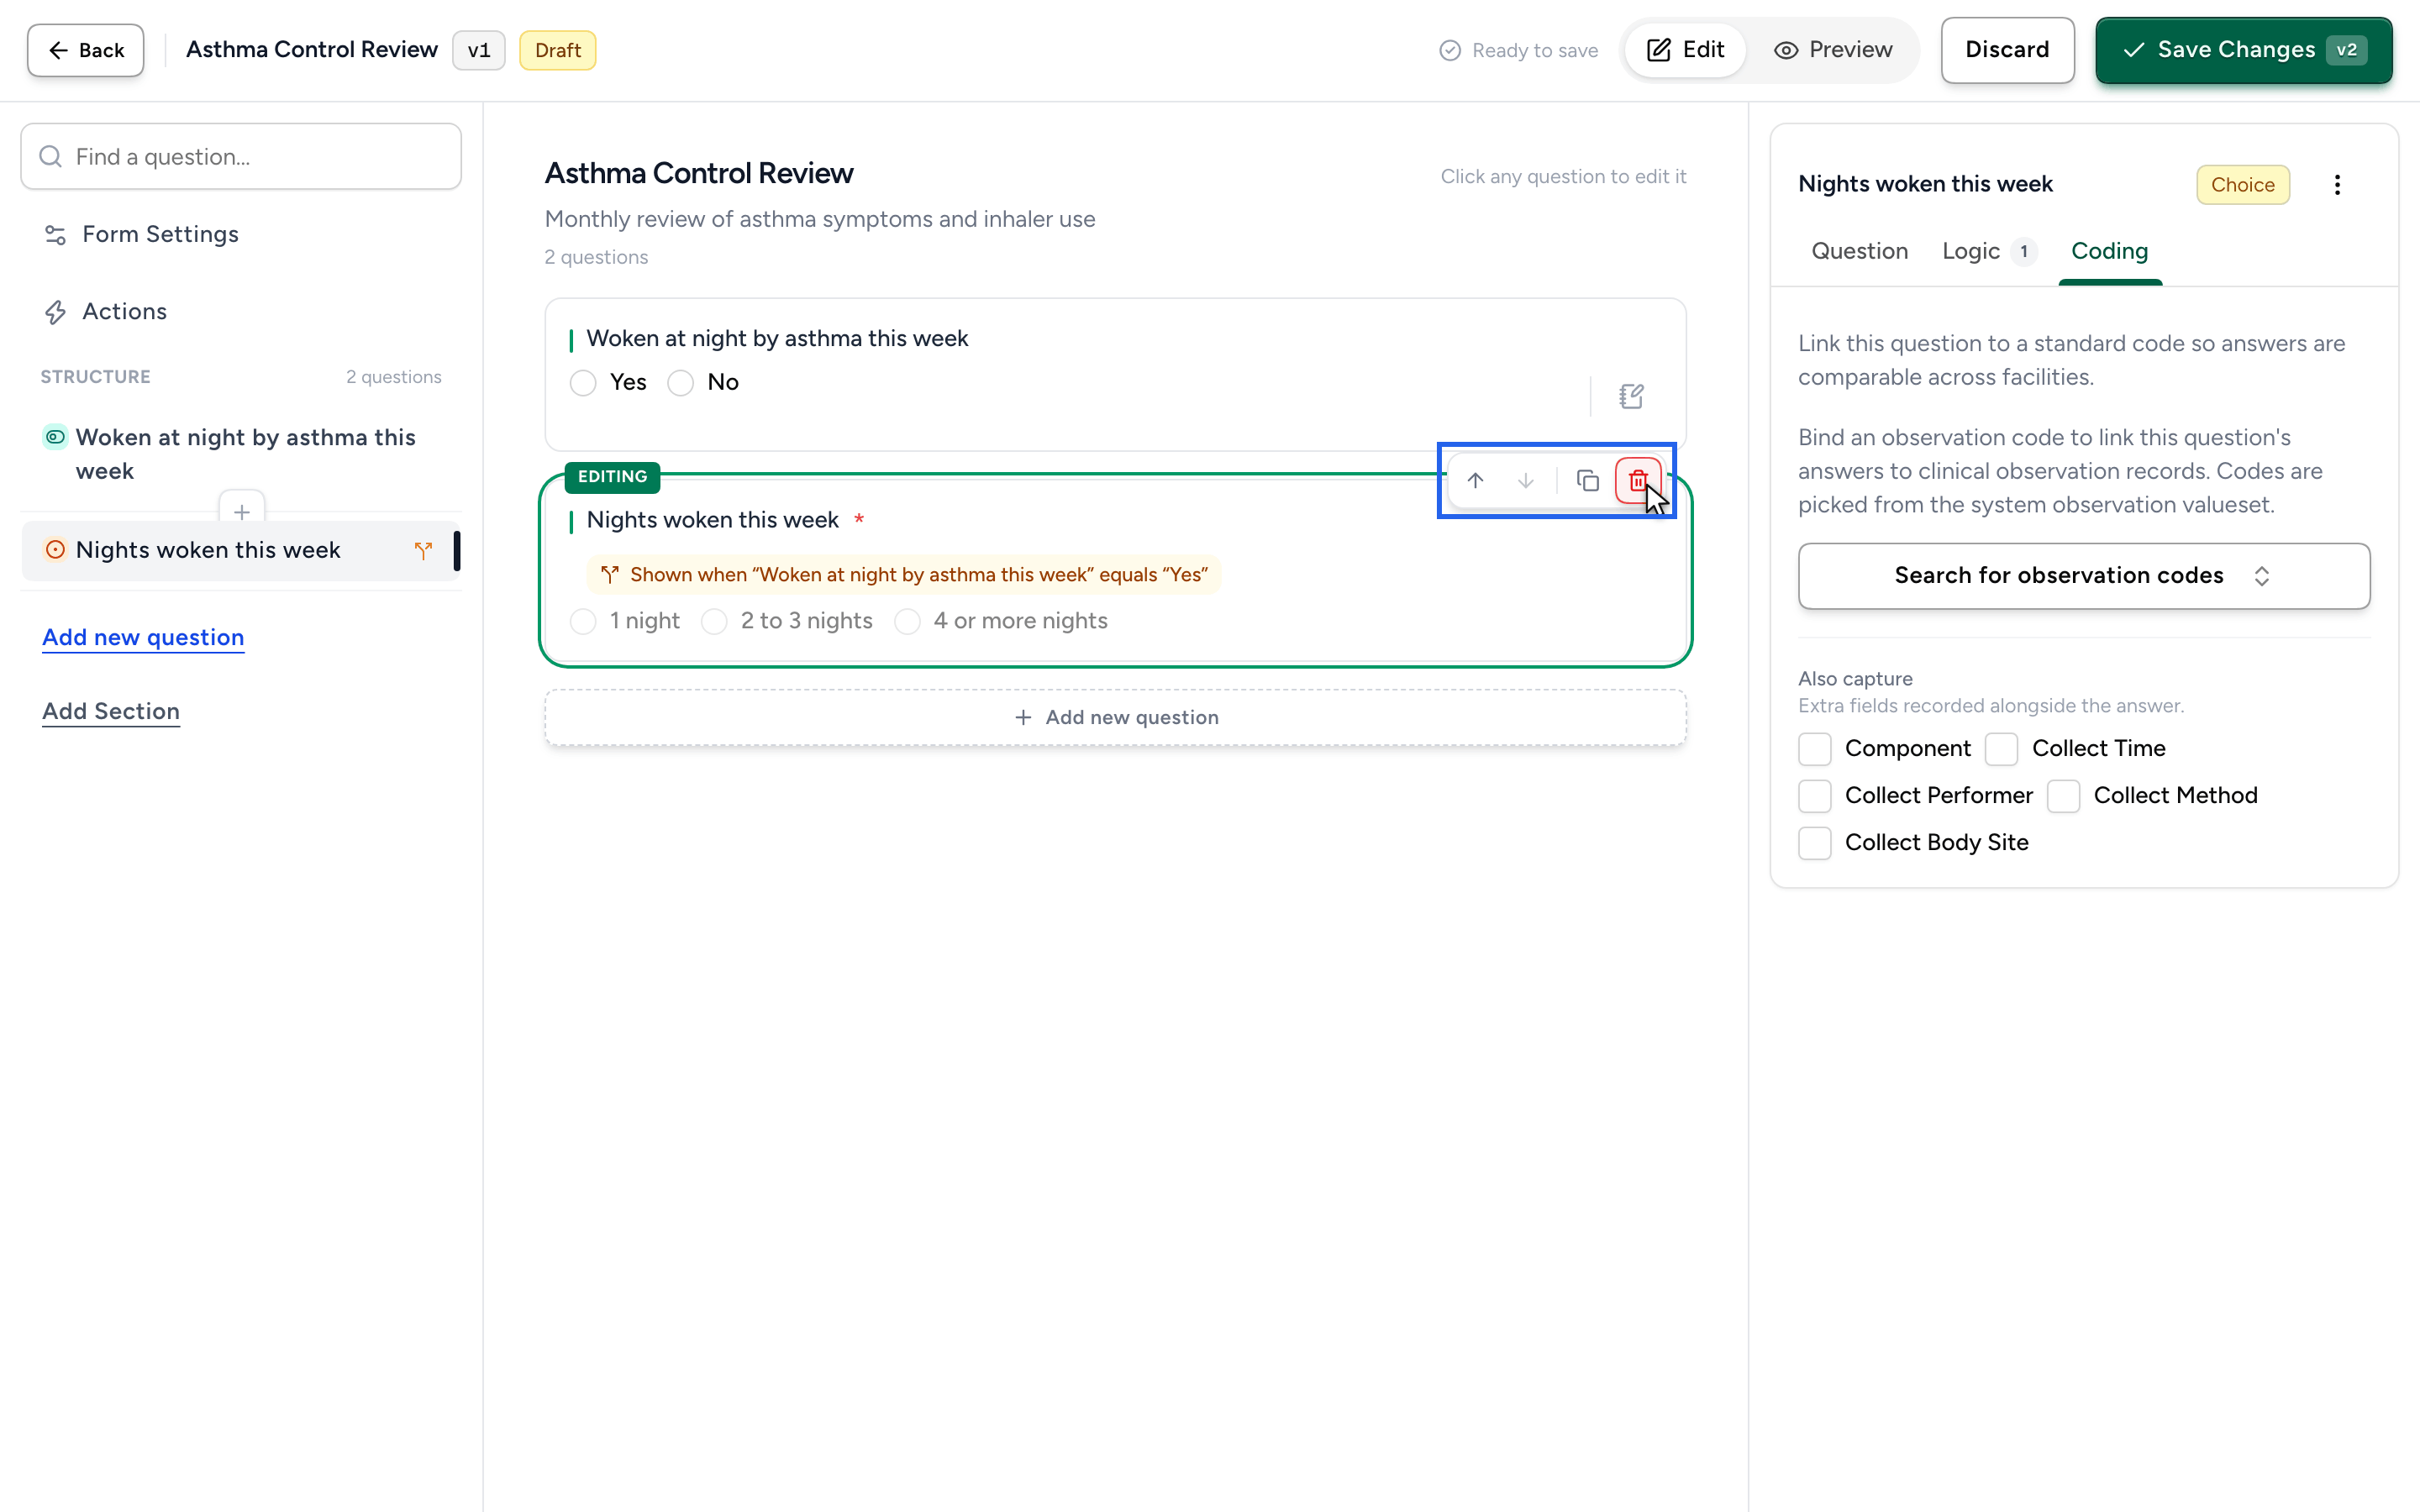 Back
Asthma Control Review
v1
Draft
Ready to save
Edit
Preview
Discard
Save Changes v2
Find a question...
Form Settings
Actions
STRUCTURE
2 questions
Woken at night by asthma this
week
Nights woken this week
Add new question
Add Section
Asthma Control Review
Click any question to edit it
Monthly review of asthma symptoms and inhaler use
2 questions
Woken at night by asthma this week
Yes
No
EDITING
Nights woken this week *
Shown when “Woken at night by asthma this week” equals “Yes”
1 night
2 to 3 nights
4 or more nights
Add new question
Nights woken this week
Choice
Question
Logic 1
Coding
Link this question to a standard code so answers are
comparable across facilities.
Bind an observation code to link this question's
answers to clinical observation records. Codes are
picked from the system observation valueset.
Search for observation codes
Also capture
Extra fields recorded alongside the answer.
Component
Collect Time
Collect Performer
Collect Method
Collect Body Site